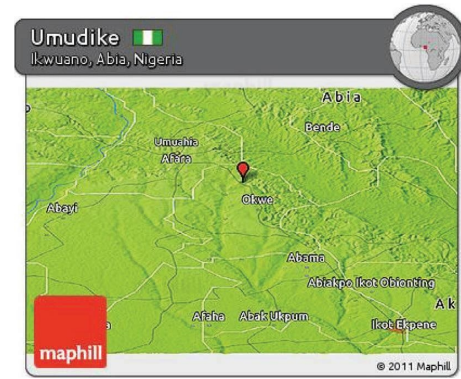 Umudike
Ikwuano, Abia, Nigeria
Abia
Bende
Umuahia
Afara
Okwe
Abayi
Abama
Abiakpo Ikot Obionting
Ak
Afaha Abak Ukpum
Ikot Ekpene
maphill
© 2011 Maphill